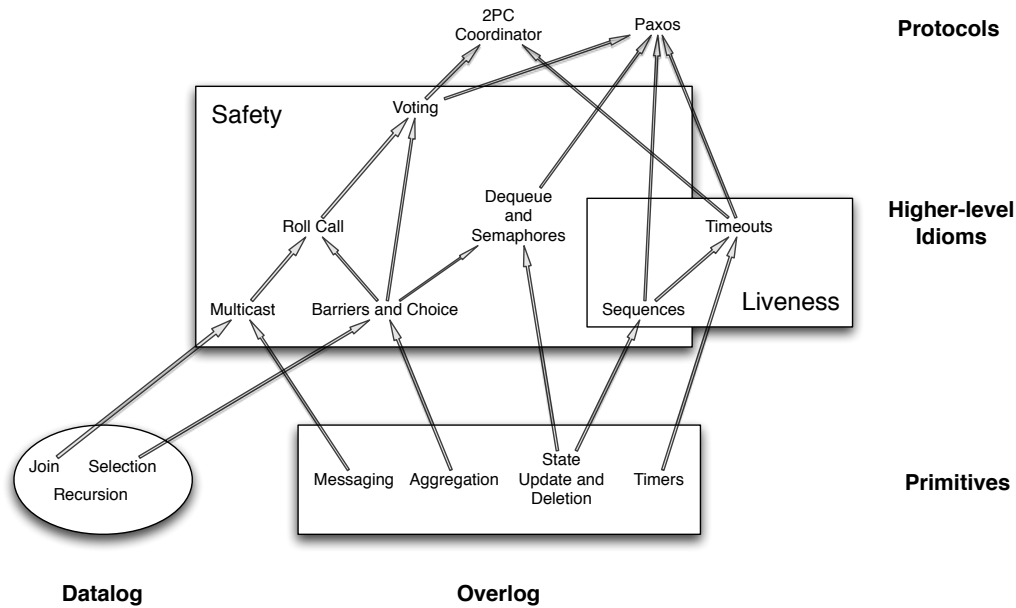 2PC
Coordinator
Paxos
Protocols
Safety
Voting
Dequeue
and
Semaphores
Roll Call
Timeouts
Higher-level
Idioms
Multicast
Barriers and Choice
Sequences
Liveness
Join
Selection
Recursion
Messaging
Aggregation
State
Update and
Deletion
Timers
Primitives
Datalog
Overlog